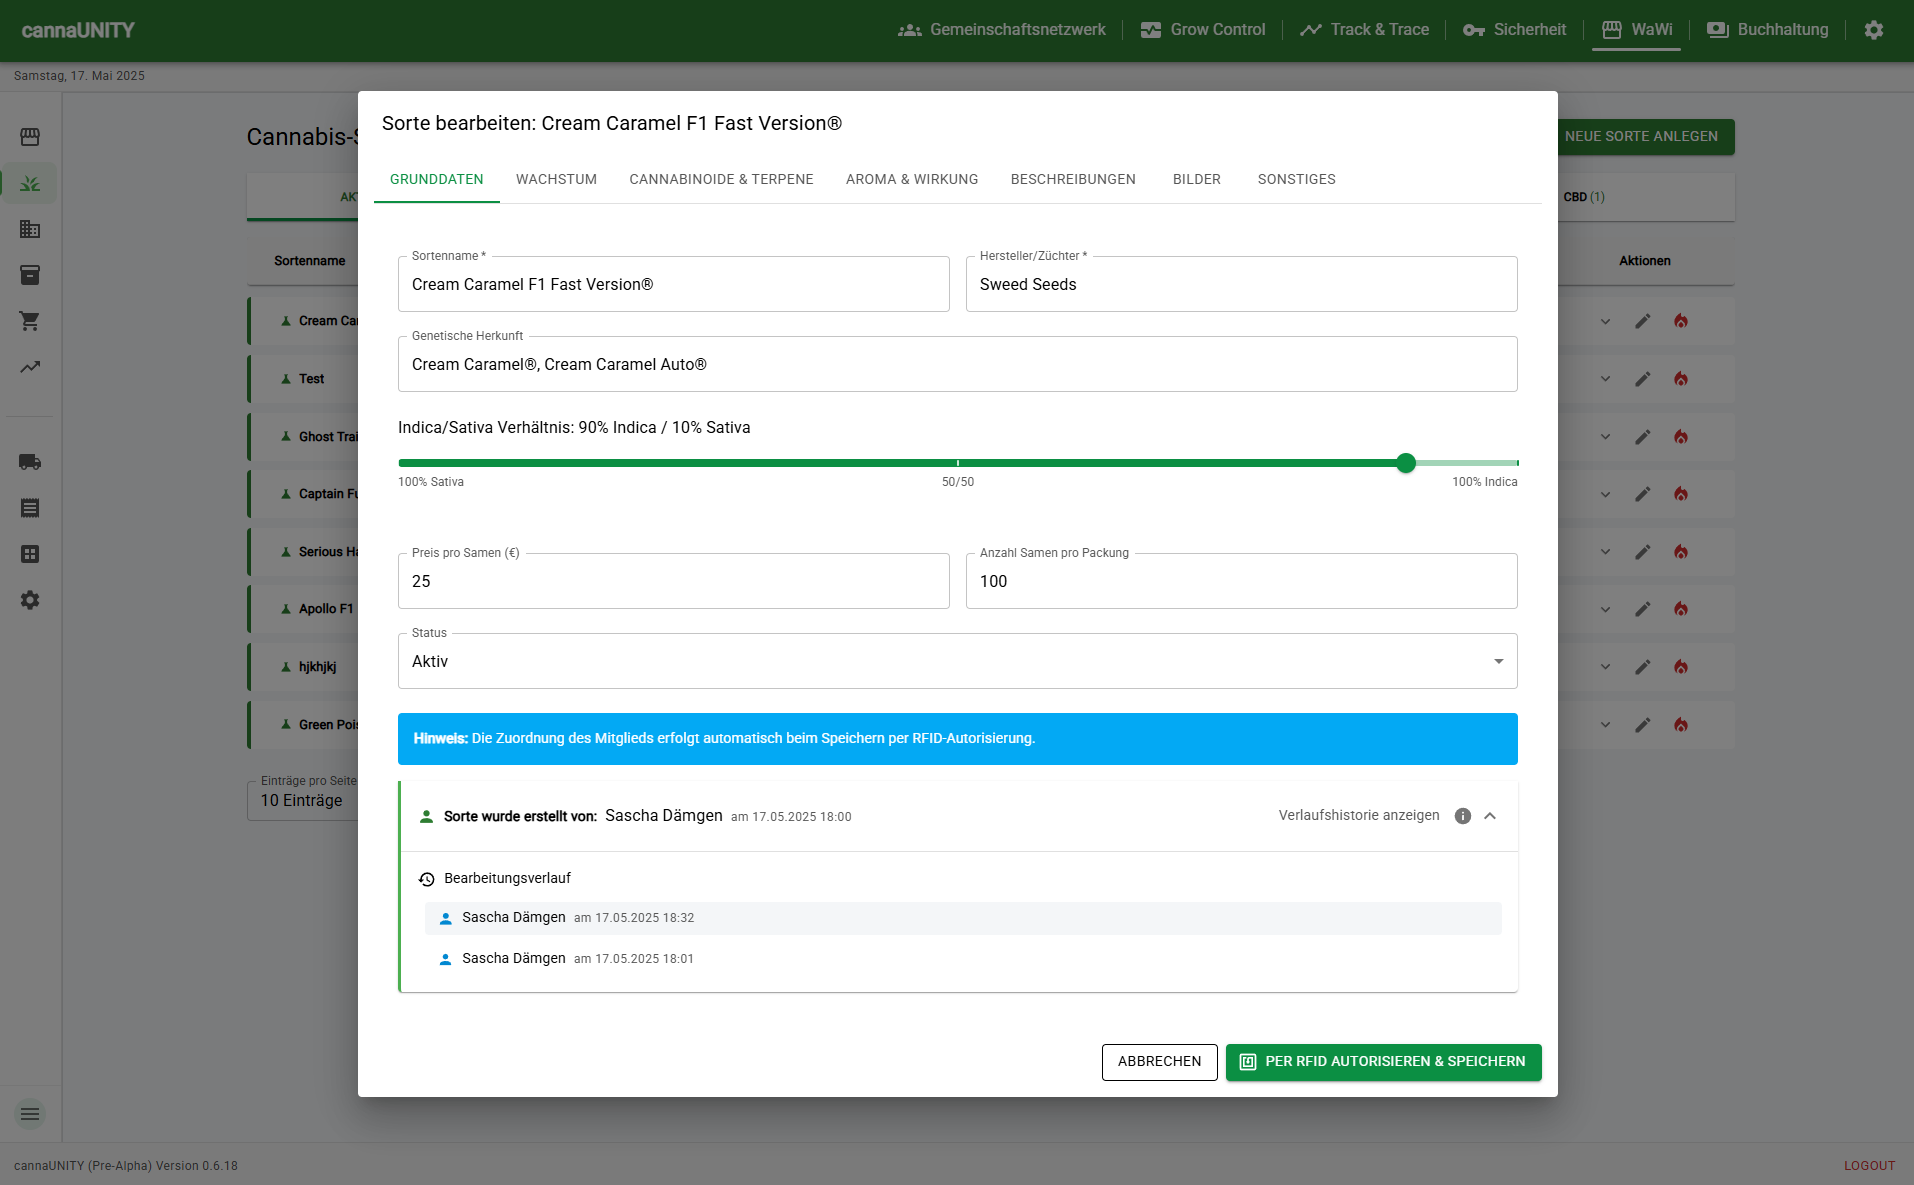 cannaUNITY
Gemeinschaftsnetzwerk
Grow Control
Track & Trace
Sicherheit
WaWi
Buchhaltung
Samstag, 17. Mai 2025
Cannabis-S
NEUE SORTE ANLEGEN
AK
CBD (1)
Sortenname
Aktionen
Cream Car
Test
Ghost Trai
Captain Fu
Serious Ha
Apollo F1
hjkhjkj
Green Pois
Einträge pro Seite
10 Einträge
Sorte bearbeiten: Cream Caramel F1 Fast Version®
GRUNDDATEN
WACHSTUM
CANNABINOIDE & TERPENE
AROMA & WIRKUNG
BESCHREIBUNGEN
BILDER
SONSTIGES
Sortenname *
Cream Caramel F1 Fast Version®
Hersteller/Züchter *
Sweed Seeds
Genetische Herkunft
Cream Caramel®, Cream Caramel Auto®
Indica/Sativa Verhältnis: 90% Indica / 10% Sativa
100% Sativa
50/50
100% Indica
Preis pro Samen (€)
25
Anzahl Samen pro Packung
100
Status
Aktiv
Hinweis: Die Zuordnung des Mitglieds erfolgt automatisch beim Speichern per RFID-Autorisierung.
Sorte wurde erstellt von: Sascha Dämgen am 17.05.2025 18:00
Verlaufshistorie anzeigen
Bearbeitungsverlauf
Sascha Dämgen am 17.05.2025 18:32
Sascha Dämgen am 17.05.2025 18:01
ABBRECHEN
PER RFID AUTORISIEREN & SPEICHERN
cannaUNITY (Pre-Alpha) Version 0.6.18
LOGOUT